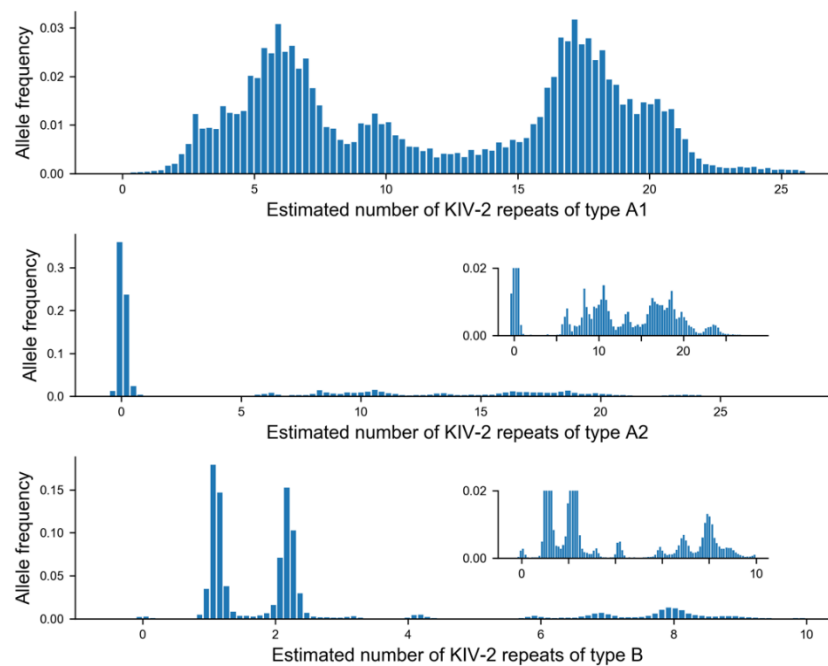 0.03
0.02
0.01
0.00
Allele frequency
0 5 10 15 20 25
Estimated number of KIV-2 repeats of type A1
0.3
0.2
0.1
0.0
Allele frequency
0.02
0.00
0 10 20
0 5 10 15 20 25
Estimated number of KIV-2 repeats of type A2
0.15
0.10
0.05
0.00
Allele frequency
0.02
0.00
0 10
0 2 4 6 8 10
Estimated number of KIV-2 repeats of type B